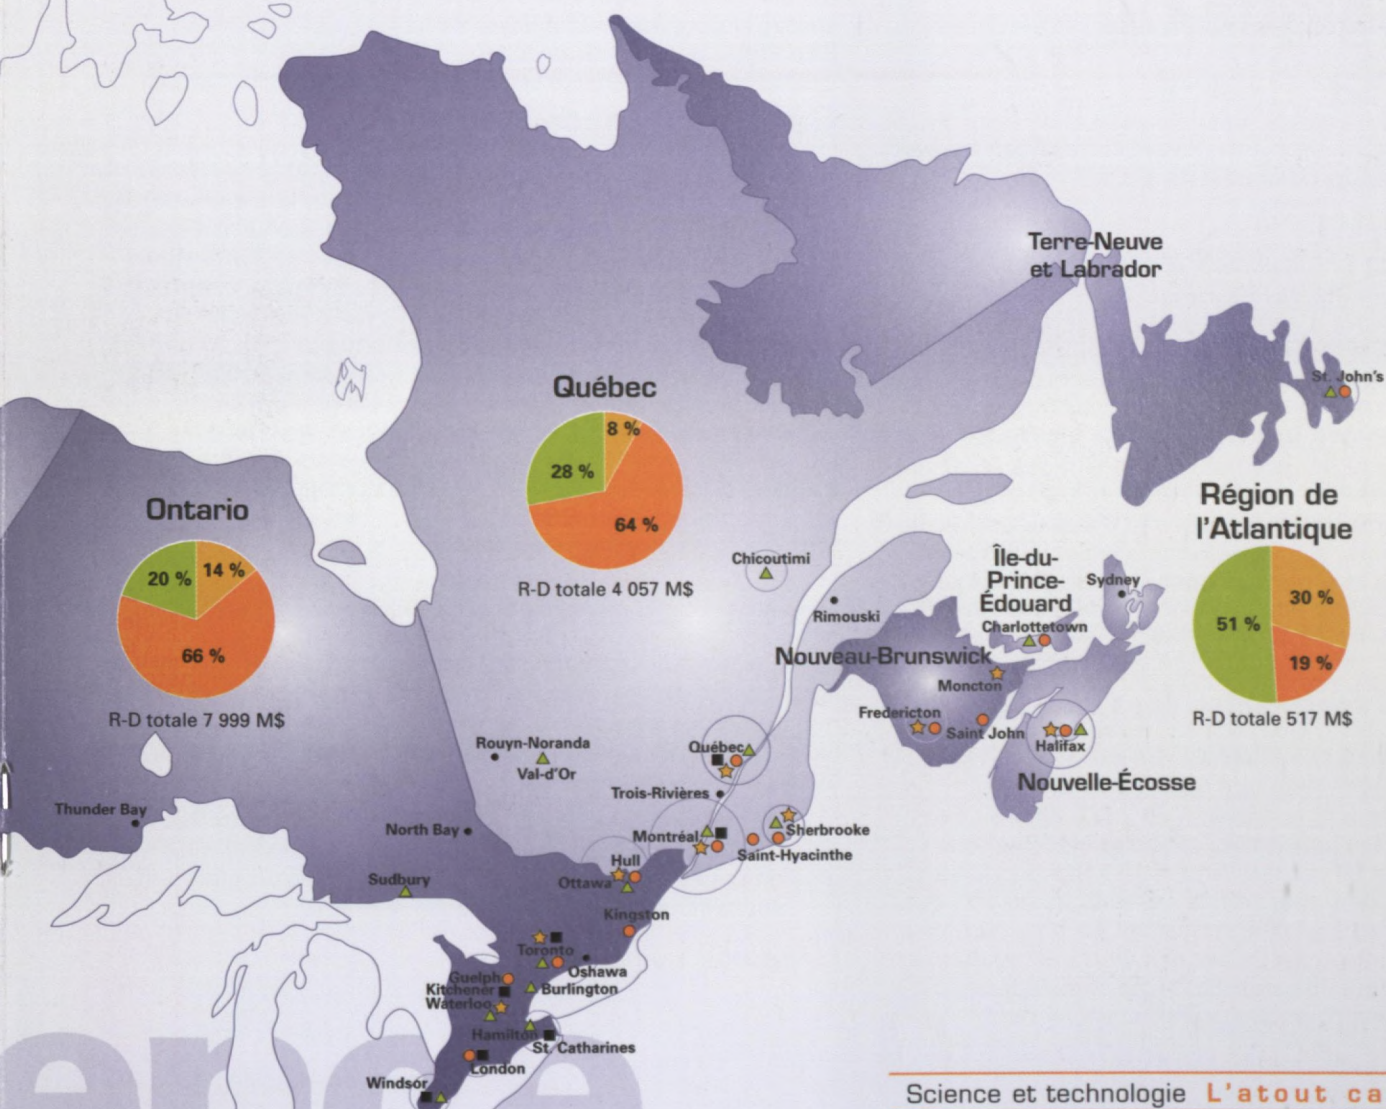 Terre-Neuve
et Labrador
St. John's
Québec
8 %
28 %
64 %
R-D totale 4 057 M$
Ontario
20 %
14 %
66 %
R-D totale 7 999 M$
Région de
l'Atlantique
30 %
51 %
19 %
R-D totale 517 M$
Chicoutimi
Rimouski
Île-du-
Prince-
Édouard
Charlottetown
Sydney
Nouveau-Brunswick
Moncton
Fredericton
Saint John
Halifax
Nouvelle-Écosse
Rouyn-Noranda
Val-d'Or
Québec
Trois-Rivières
Thunder Bay
North Bay
Montréal
Sherbrooke
Saint-Hyacinthe
Hull
Ottawa
Sudbury
Kingston
Toronto
Oshawa
Guelph
Kitchener
Waterloo
Burlington
Hamilton
St. Catharines
London
Windsor
ence
Science et technologie L'atout ca